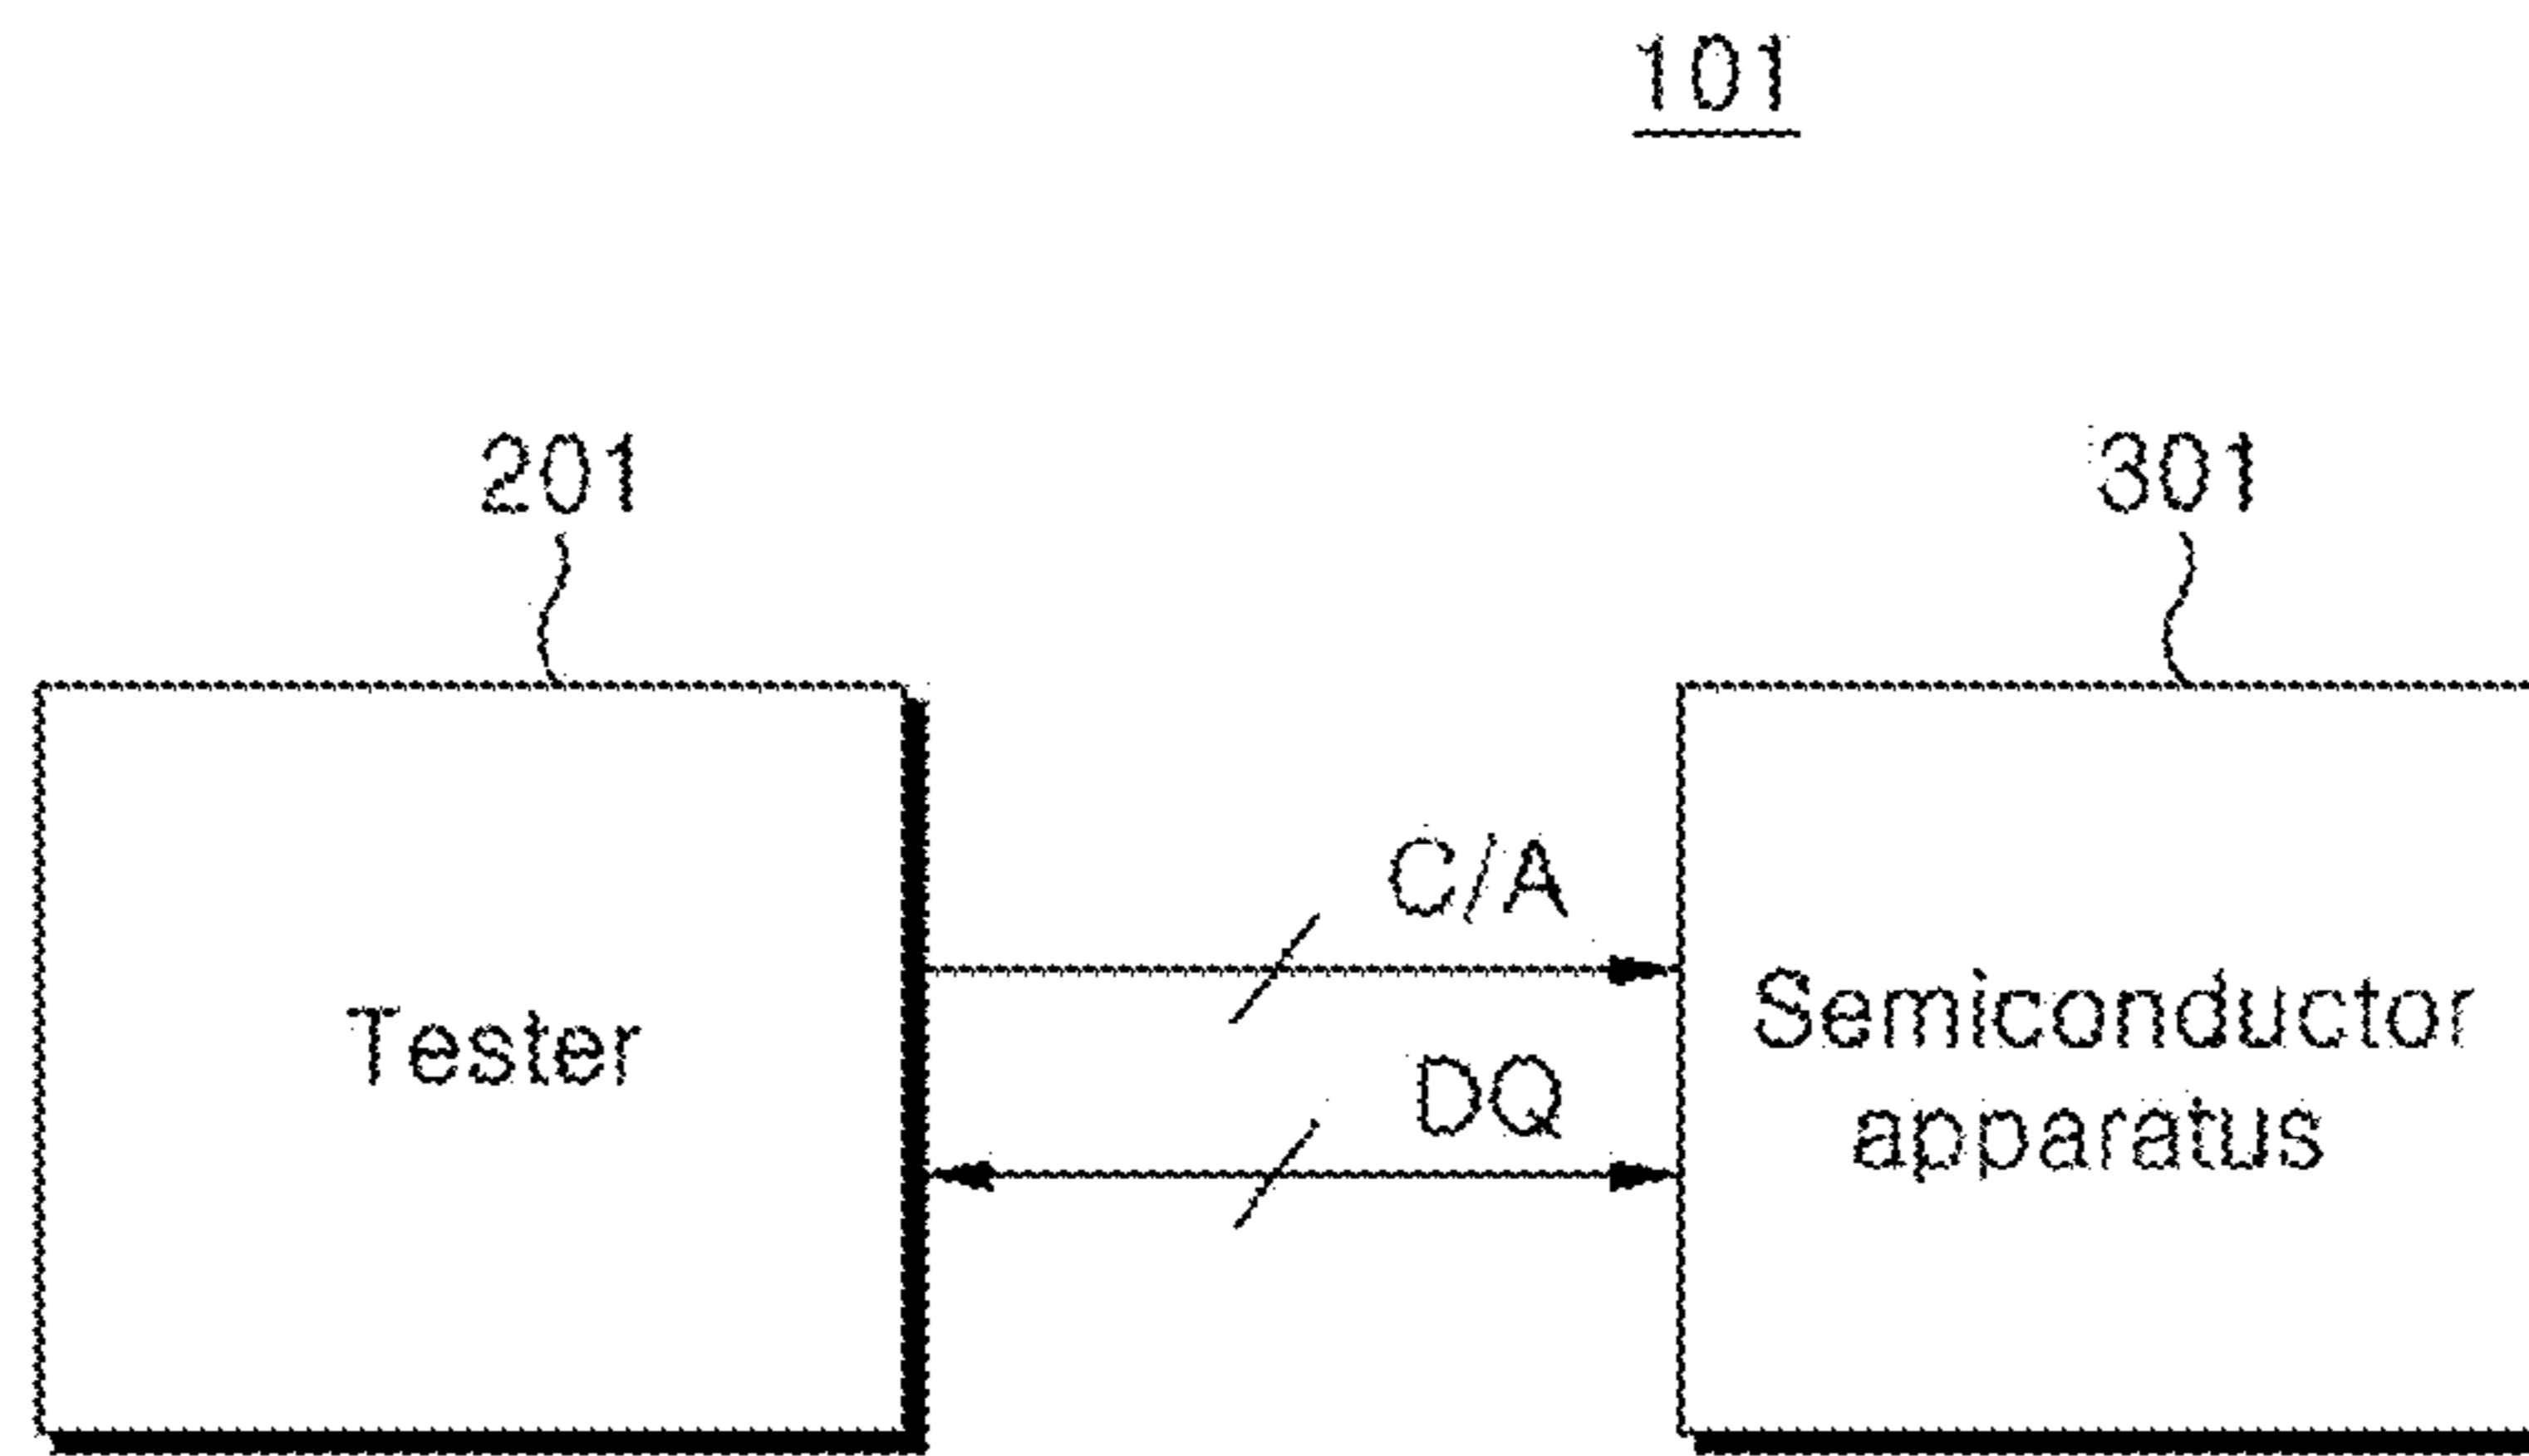 101
201
301
C/A
Tester
Semiconductor
apparatus
DQ